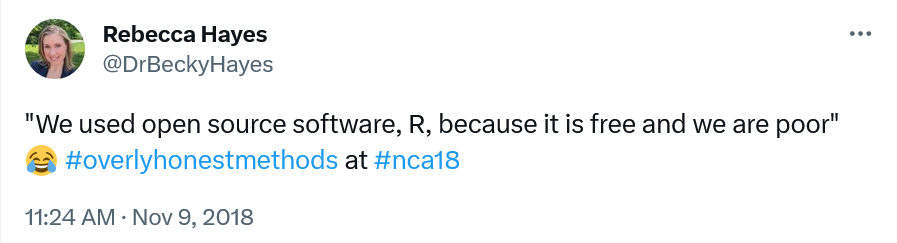 Rebecca Hayes
@DrBeckyHayes
"We used open source software, R, because it is free and we are poor"
😂 #overlyhonestmethods at #nca18
11:24 AM · Nov 9, 2018